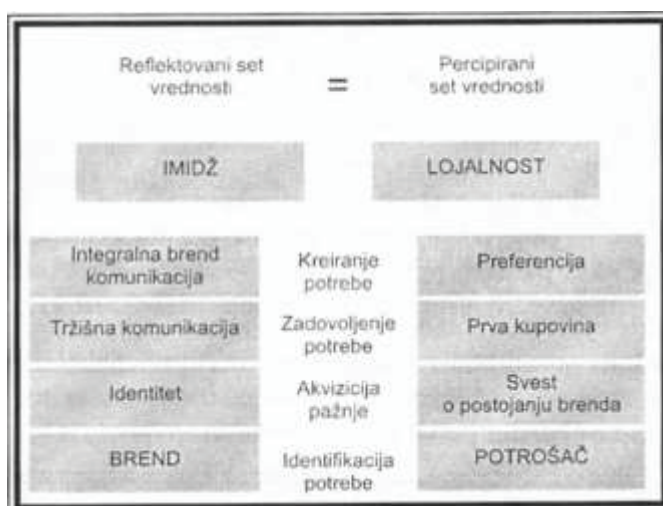 Reflektovani set
vrednosti
=
Percipirani
set vrednosti
IMIDŽ
LOJALNOST
Integralna brend
komunikacija
Kreiranje
potrebe
Preferencija
Tržišna komunikacija
Zadovoljenje
potrebe
Prva kupovina
Identitet
Akvizicija
pažnje
Svest
o postojanju brenda
BREND
Identifikacija
potrebe
POTROŠAČ